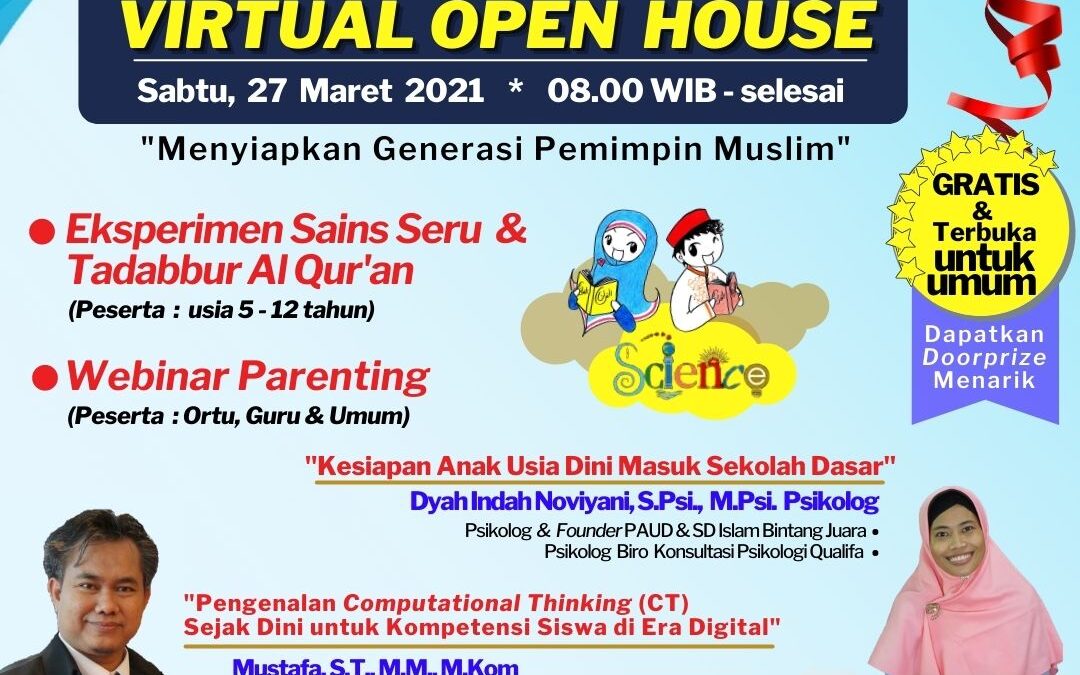 VIRTUAL OPEN HOUSE
Sabtu, 27 Maret 2021 * 08.00 WIB - selesai
"Menyiapkan Generasi Pemimpin Muslim"
GRATIS
&
Terbuka
untuk
umum
Dapatkan
Doorprize
Menarik
• Eksperimen Sains Seru &
Tadabbur Al Qur'an
(Peserta : usia 5 - 12 tahun)
• Webinar Parenting
(Peserta : Ortu, Guru & Umum)
Science
"Kesiapan Anak Usia Dini Masuk Sekolah Dasar"
Dyah Indah Noviyani, S.Psi., M.Psi. Psikolog
Psikolog & Founder PAUD & SD Islam Bintang Juara •
Psikolog Biro Konsultasi Psikologi Qualifa •
"Pengenalan Computational Thinking (CT)
Sejak Dini untuk Kompetensi Siswa di Era Digital"
Mustafa, S.T., M.M., M.Kom